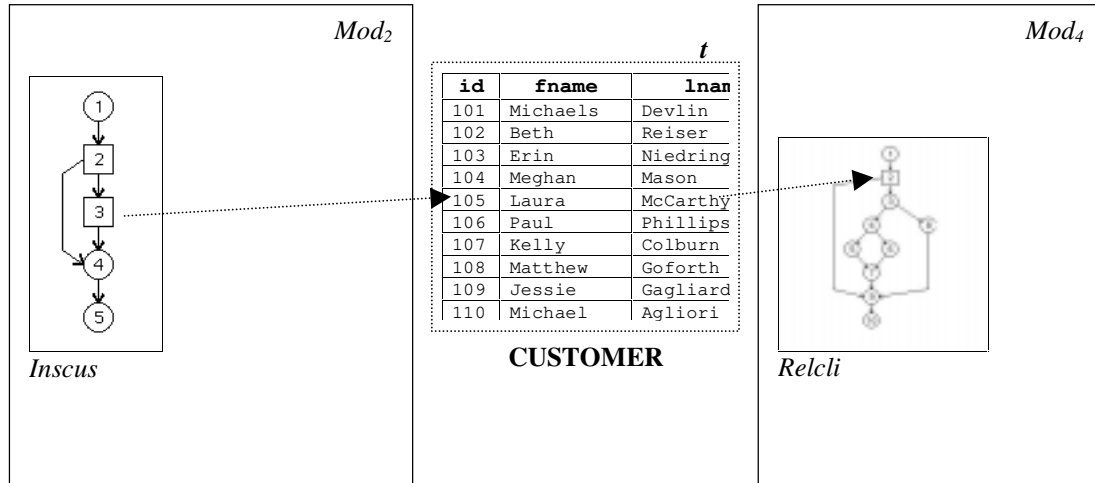 Mod2
1
2
3
4
5
Inscus
t
id fname
101 Michaels Devlin
102 Beth Reiser
103 Erin Niedring
104 Meghan Mason
105 Laura McCarthy
106 Paul Phillips
107 Kelly Colburn
108 Matthew Goforth
109 Jessie Gagliard
110 Michael Agliori
CUSTOMER
Mod4
Relcli